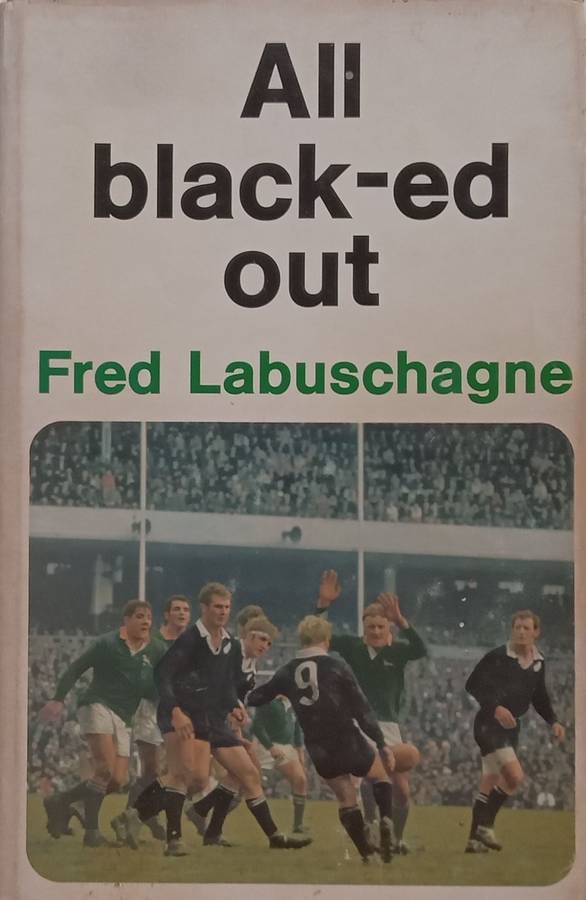 All
black-ed
out
Fred Labuschagne
9